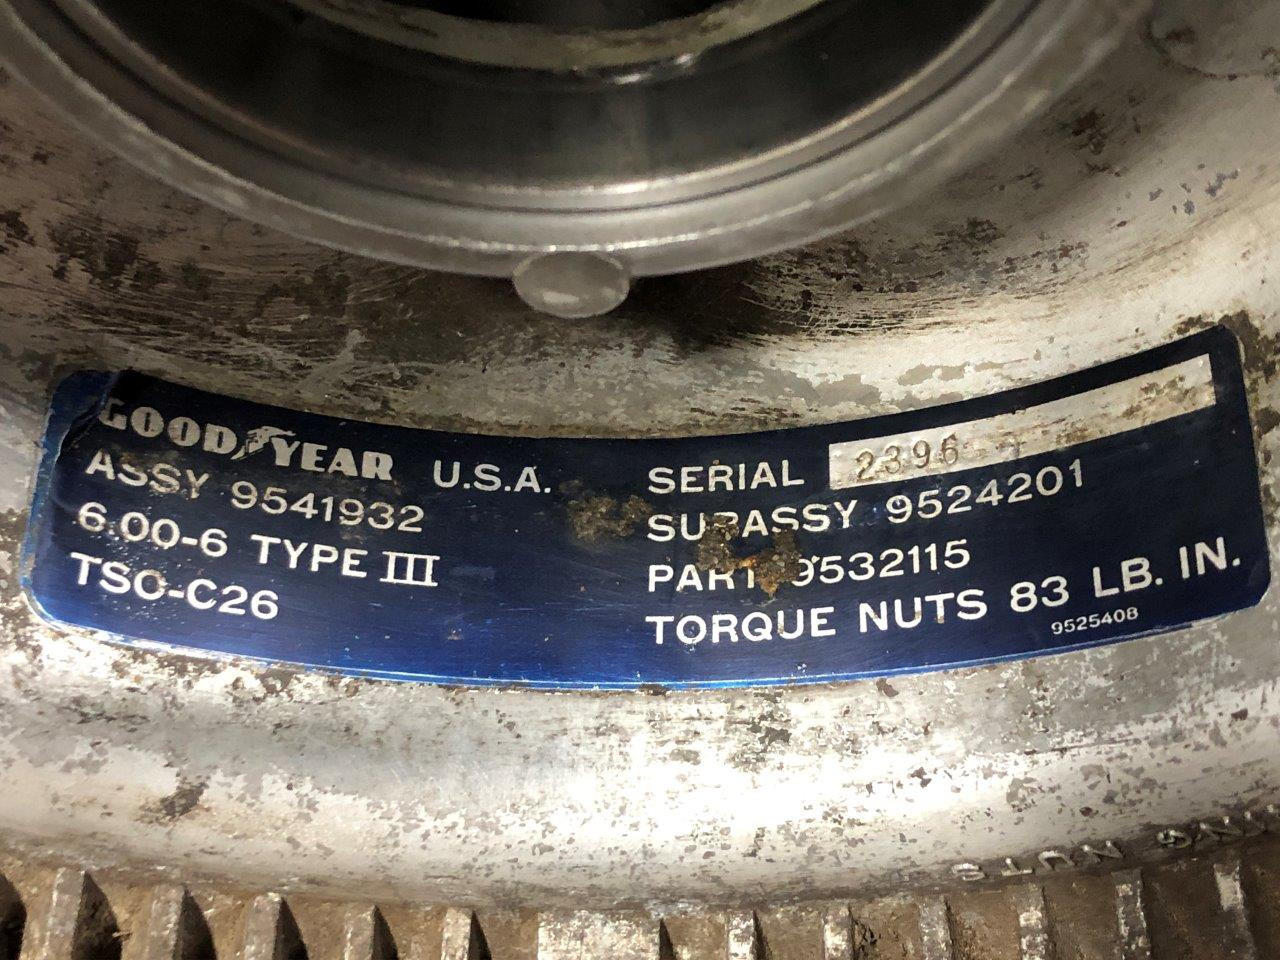 GOODYEAR U.S.A.
ASSY 9541932
6.00-6 TYPE III
TSO-C26
SERIAL 2396
SUBASSY 9524201
PART 9532115
TORQUE NUTS 83 LB. IN.
9525408
NUTS